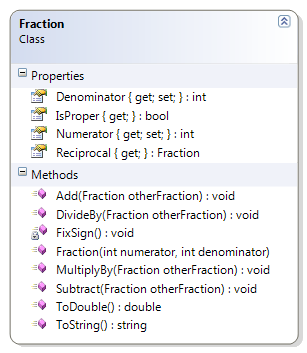 Fraction
Class
Properties
Denominator { get; set; } : int
IsProper { get; } : bool
Numerator { get; set; } : int
Reciprocal { get; } : Fraction
Methods
Add(Fraction otherFraction) : void
DivideBy(Fraction otherFraction) : void
FixSign() : void
Fraction(int numerator, int denominator)
MultiplyBy(Fraction otherFraction) : void
Subtract(Fraction otherFraction) : void
ToDouble() : double
ToString() : string